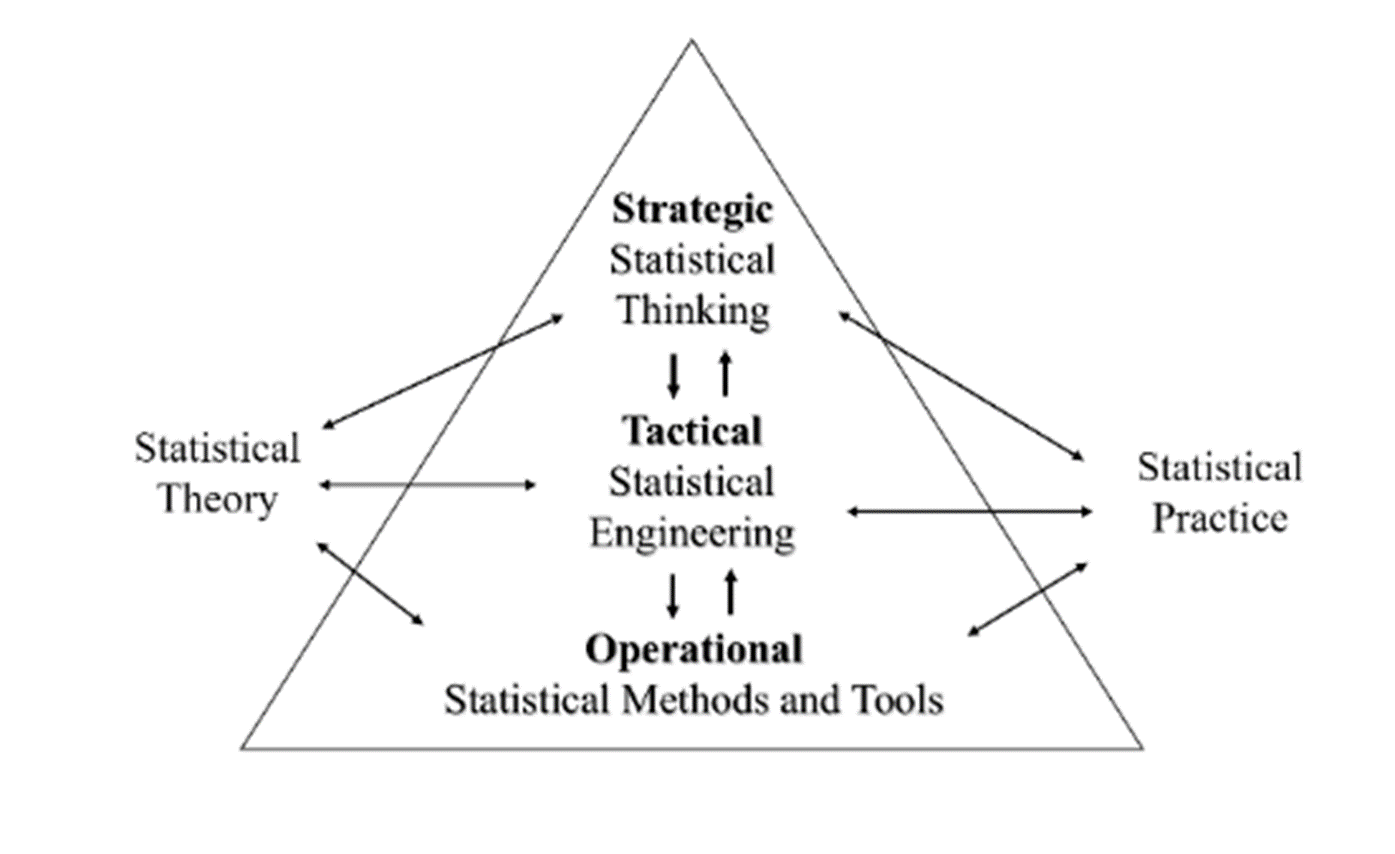 Strategic
Statistical
Thinking
Tactical
Statistical
Engineering
Operational
Statistical Methods and Tools
Statistical
Theory
Statistical
Practice